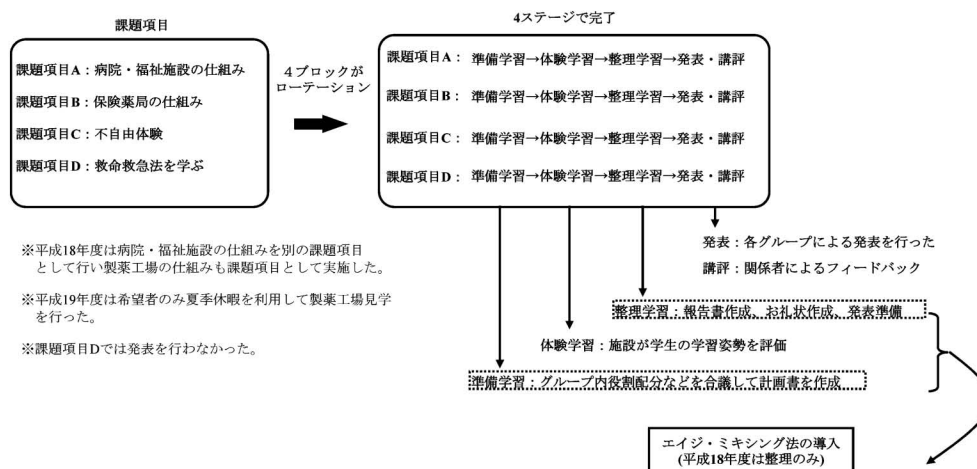 課題項目
課題項目A：病院・福祉施設の仕組み
課題項目B：保険薬局の仕組み
課題項目C：不自由体験
課題項目D：救命救急法を学ぶ
４ブロックが
ローテーション
4ステージで完了
課題項目A： 準備学習→体験学習→整理学習→発表・講評
課題項目B： 準備学習→体験学習→整理学習→発表・講評
課題項目C： 準備学習→体験学習→整理学習→発表・講評
課題項目D： 準備学習→体験学習→整理学習→発表・講評
※平成18年度は病院・福祉施設の仕組みを別の課題項目
として行い製薬工場の仕組みも課題項目として実施した。
※平成19年度は希望者のみ夏季休暇を利用して製薬工場見学
を行った。
※課題項目Dでは発表を行わなかった。
発表：各グループによる発表を行った
講評：関係者によるフィードバック
整理学習：報告書作成、お礼状作成、発表準備
体験学習：施設が学生の学習姿勢を評価
準備学習：グループ内役割配分などを合議して計画書を作成
エイジ・ミキシング法の導入
(平成18年度は整理のみ)